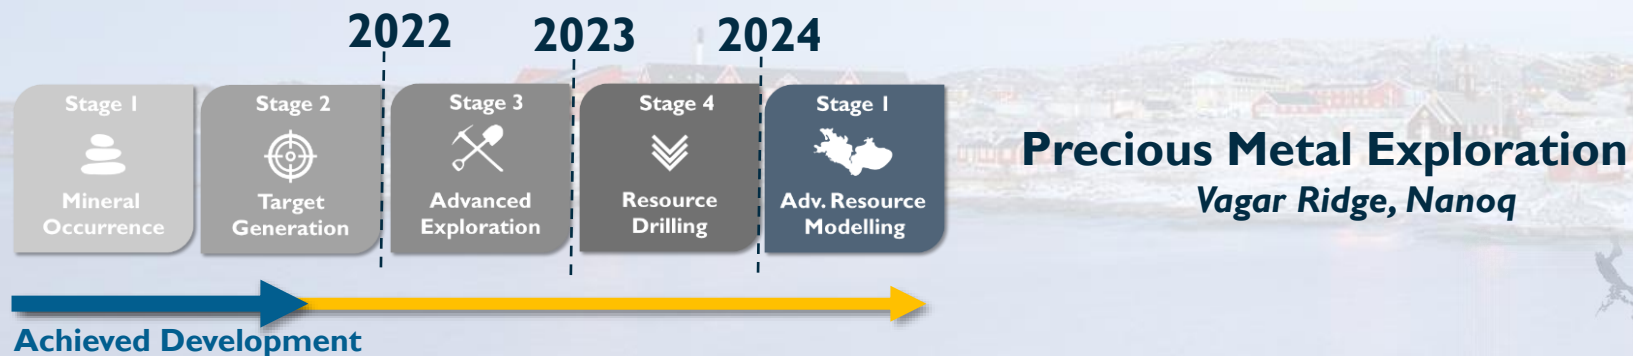 2022
2023
2024
Stage 1
Mineral
Occurrence
Stage 2
Target
Generation
Stage 3
Advanced
Exploration
Stage 4
Resource
Drilling
Stage 1
Adv. Resource
Modelling
Precious Metal Exploration
Vagar Ridge, Nanoq
Achieved Development